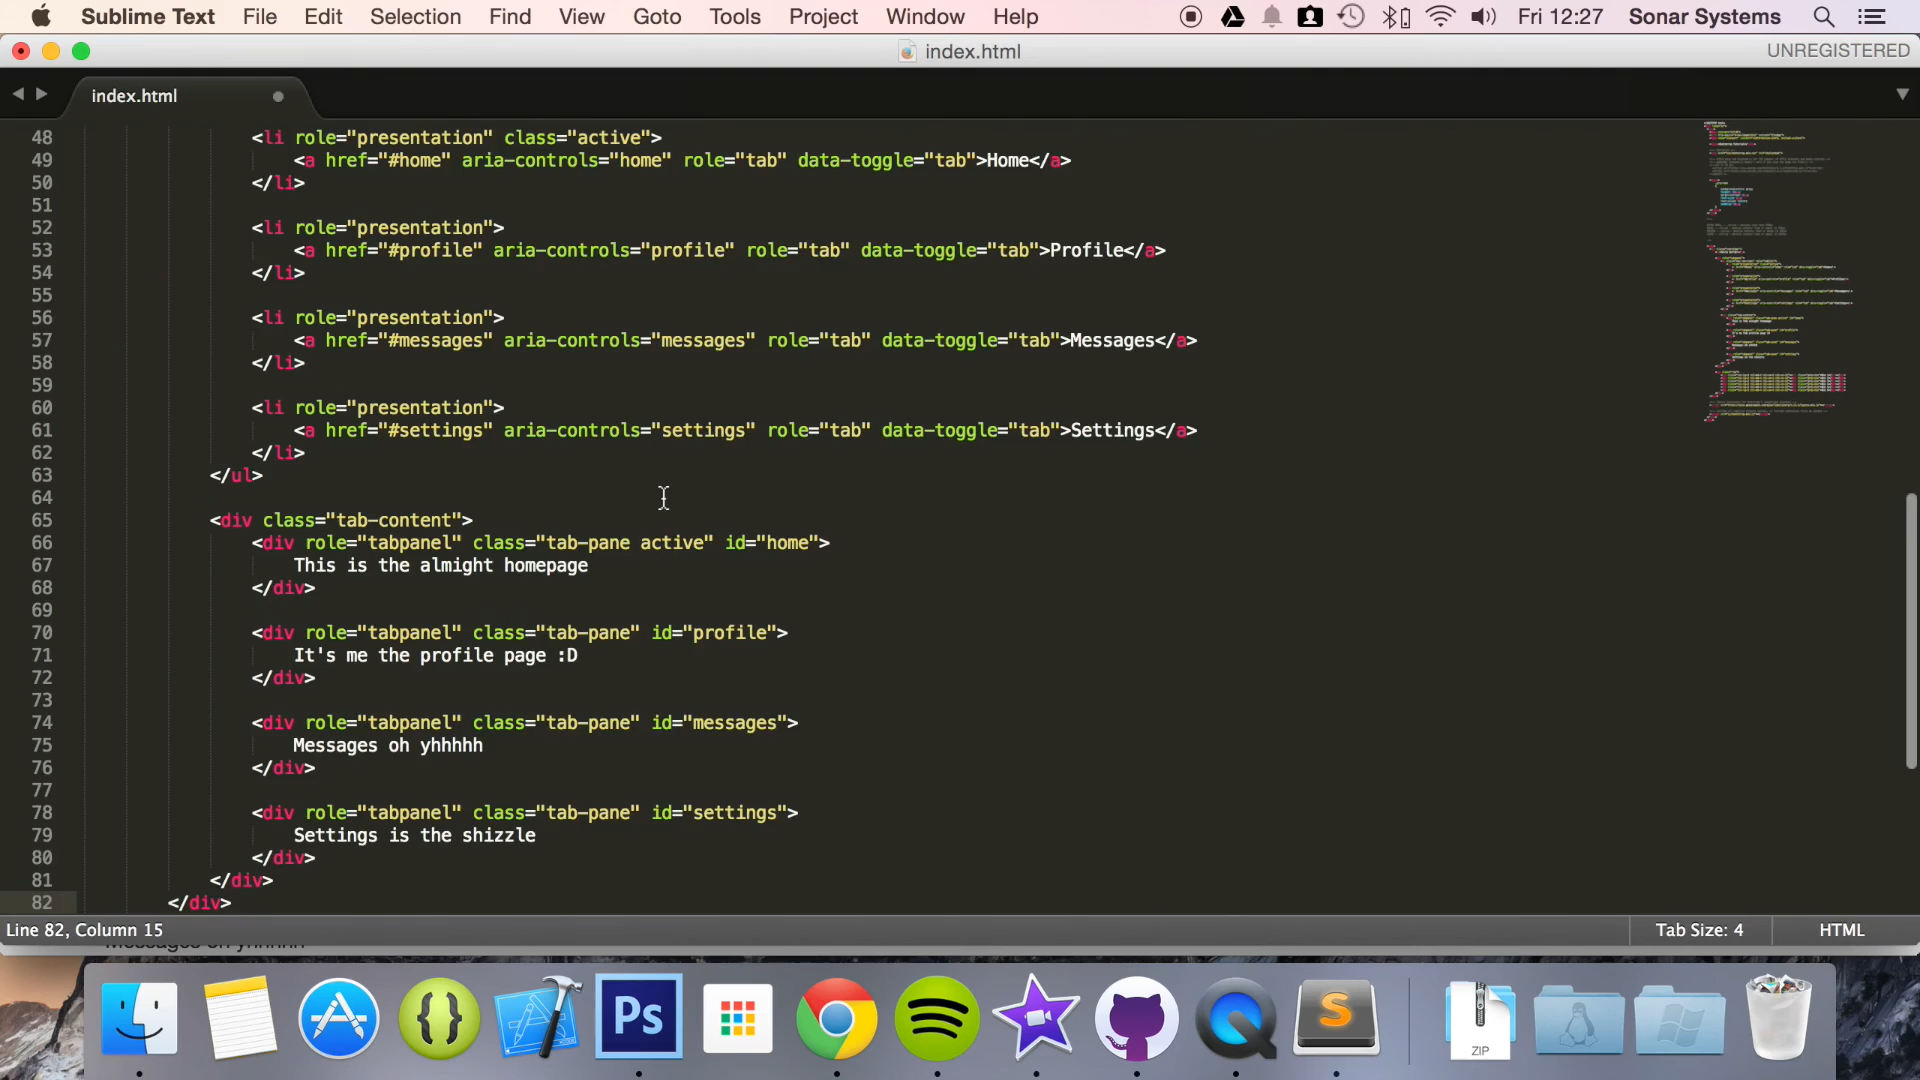 Sublime Text File Edit Selection Find View Goto Tools Project Window Help Fri 12:27 Sonar Systems
index.html UNREGISTERED
index.html
48 <li role="presentation" class="active">
49 <a href="#home" aria-controls="home" role="tab" data-toggle="tab">Home</a>
50 </li>
51
52 <li role="presentation">
53 <a href="#profile" aria-controls="profile" role="tab" data-toggle="tab">Profile</a>
54 </li>
55
56 <li role="presentation">
57 <a href="#messages" aria-controls="messages" role="tab" data-toggle="tab">Messages</a>
58 </li>
59
60 <li role="presentation">
61 <a href="#settings" aria-controls="settings" role="tab" data-toggle="tab">Settings</a>
62 </li>
63 </ul>
64
65 <div class="tab-content">
66 <div role="tabpanel" class="tab-pane active" id="home">
67 This is the almight homepage
68 </div>
69
70 <div role="tabpanel" class="tab-pane" id="profile">
71 It's me the profile page :D
72 </div>
73
74 <div role="tabpanel" class="tab-pane" id="messages">
75 Messages oh yhhhhh
76 </div>
77
78 <div role="tabpanel" class="tab-pane" id="settings">
79 Settings is the shizzle
80 </div>
81 </div>
82 </div>
Line 82, Column 15 Tab Size: 4 HTML
{} Ps S ZIP